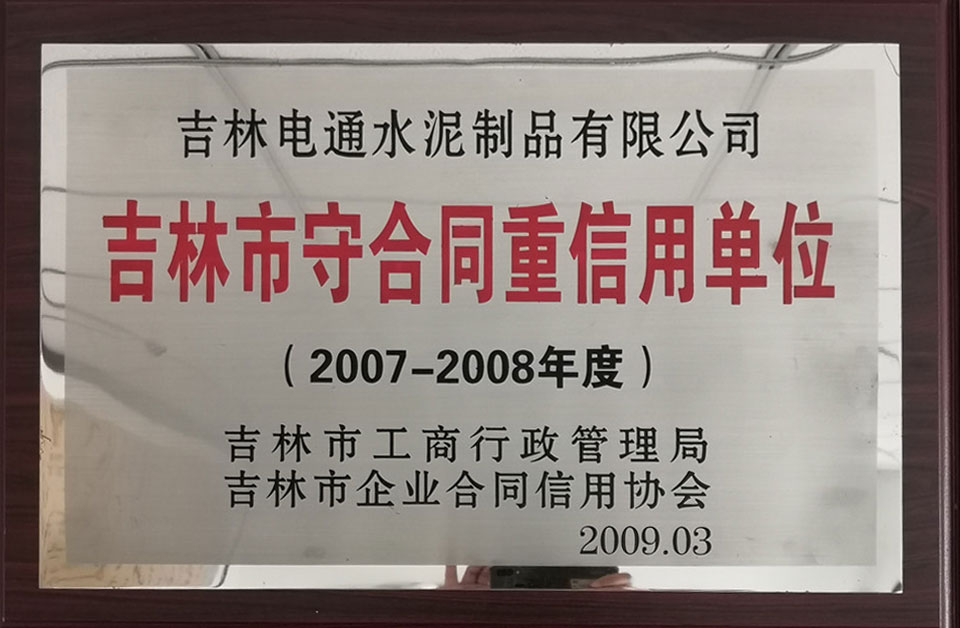 吉林电通水泥制品有限公司
吉林市守合同重信用单位
（2007-2008年度）
吉林市工商行政管理局
吉林市企业合同信用协会
2009.03